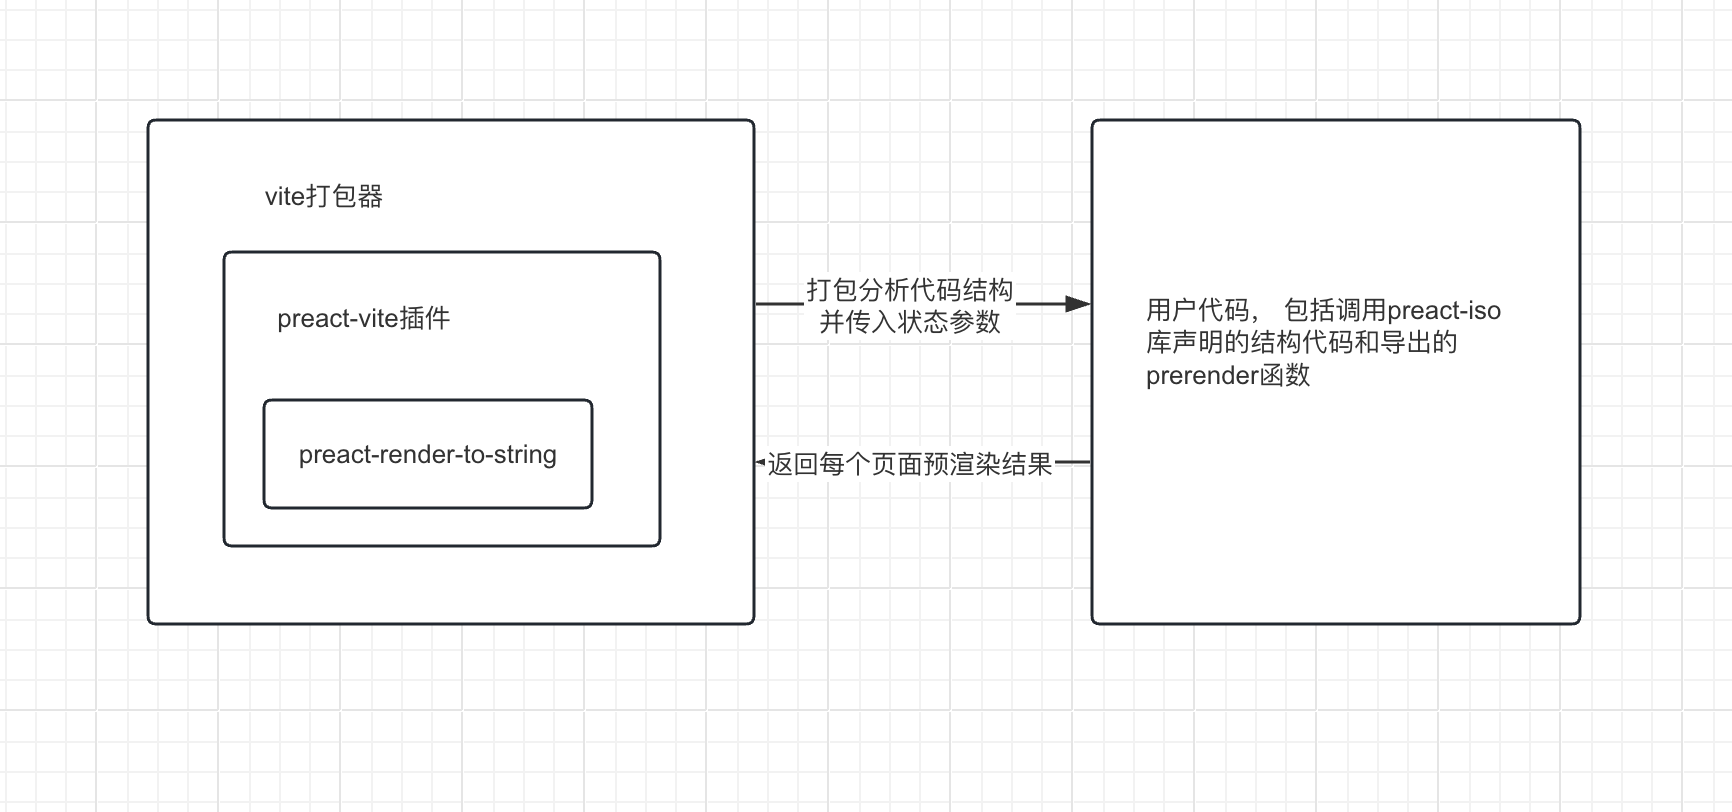 vite打包器
preact-vite插件
preact-render-to-string
打包分析代码结构
并传入状态参数
返回每个页面预渲染结果
用户代码， 包括调用preact-iso
库声明的结构代码和导出的
prerender函数